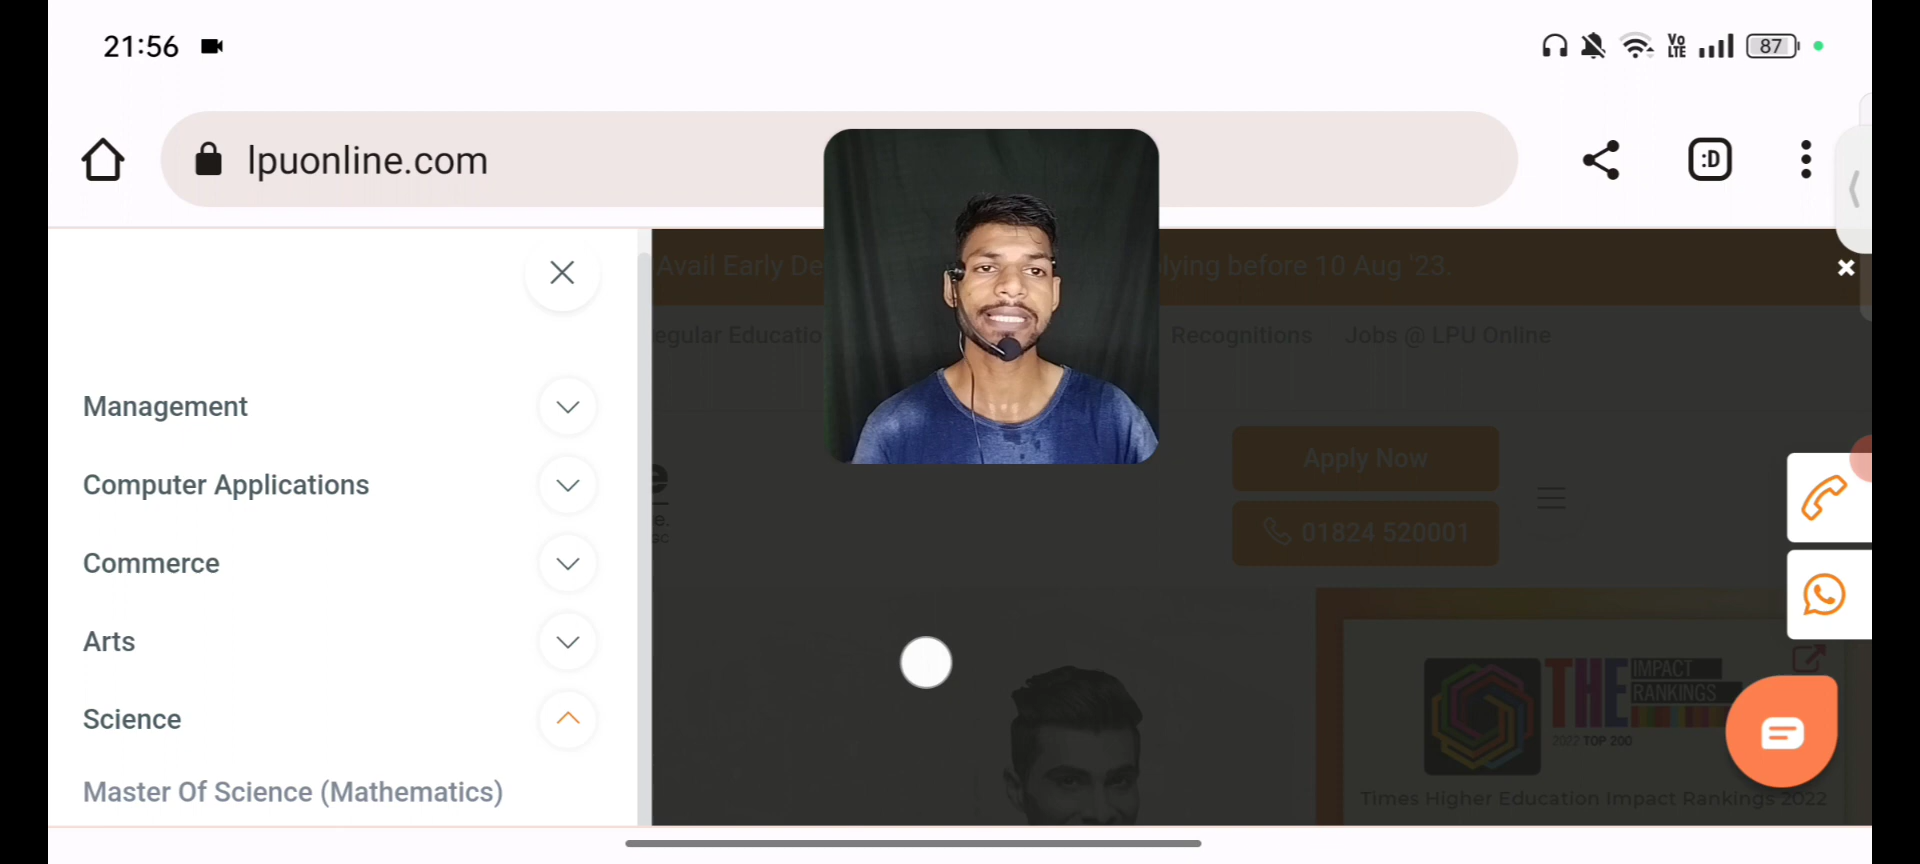 21:56
Vo
LTE
87
lpuonline.com
:D
Avail Early De
lying before 10 Aug '23.
egular Educatio
Recognitions
Jobs @ LPU Online
Management
Computer Applications
Commerce
Arts
Science
Master Of Science (Mathematics)
e
e.
Apply Now
01824 520001
THE IMPACT
RANKINGS
2022 TOP 200
Times Higher Education Impact Rankings 2022